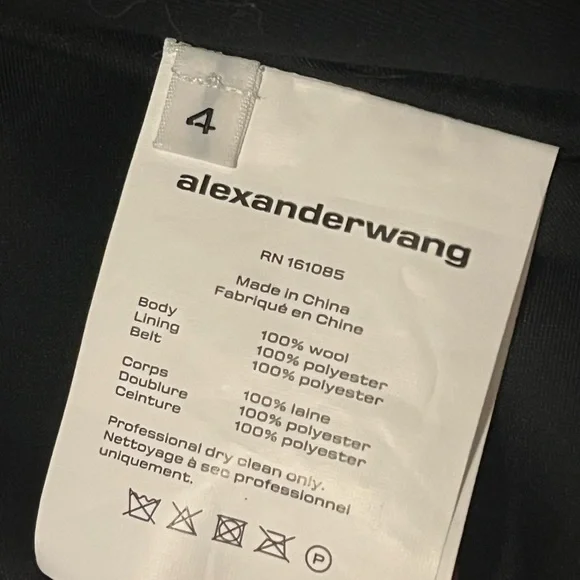 4
alexanderwang
RN 161085
Made in China
Fabriqué en Chine
Body 100% wool
Lining 100% polyester
Belt 100% polyester
Corps 100% laine
Doublure 100% polyester
Ceinture 100% polyester
Professional dry clean only.
Nettoyage à sec professionnel
uniquement.
P